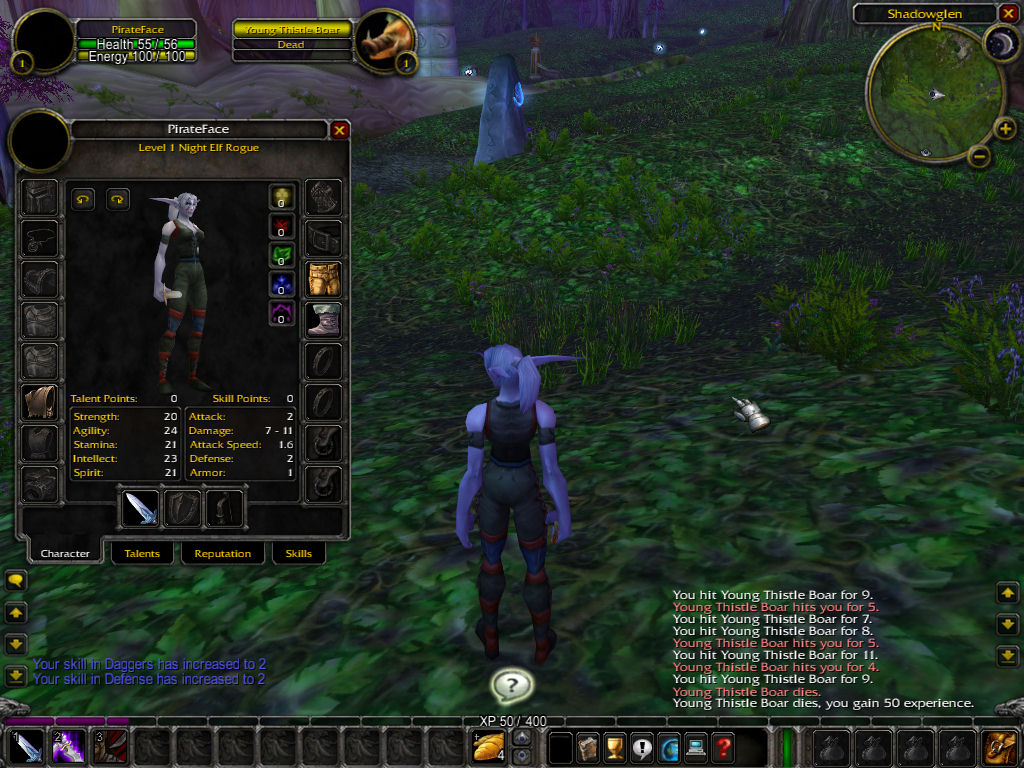 PirateFace
Health 55 / 56
Energy 100 / 100
1
Young Thistle Boar
Dead
1
Shadowglen
N
PirateFace
Level 1 Night Elf Rogue
0
0
0
0
0
Talent Points: 0
Skill Points: 0
Strength: 20
Agility: 24
Stamina: 21
Intellect: 23
Spirit: 21
Attack: 2
Damage: 7 - 11
Attack Speed: 1.6
Defense: 2
Armor: 1
Character
Talents
Reputation
Skills
Your skill in Daggers has increased to 2
Your skill in Defense has increased to 2
You hit Young Thistle Boar for 9.
Young Thistle Boar hits you for 5.
You hit Young Thistle Boar for 7.
You hit Young Thistle Boar for 8.
Young Thistle Boar hits you for 5.
You hit Young Thistle Boar for 11.
Young Thistle Boar hits you for 4.
You hit Young Thistle Boar for 9.
Young Thistle Boar dies.
Young Thistle Boar dies, you gain 50 experience.
?
XP 50 / 400
1
2
3
4
!
?